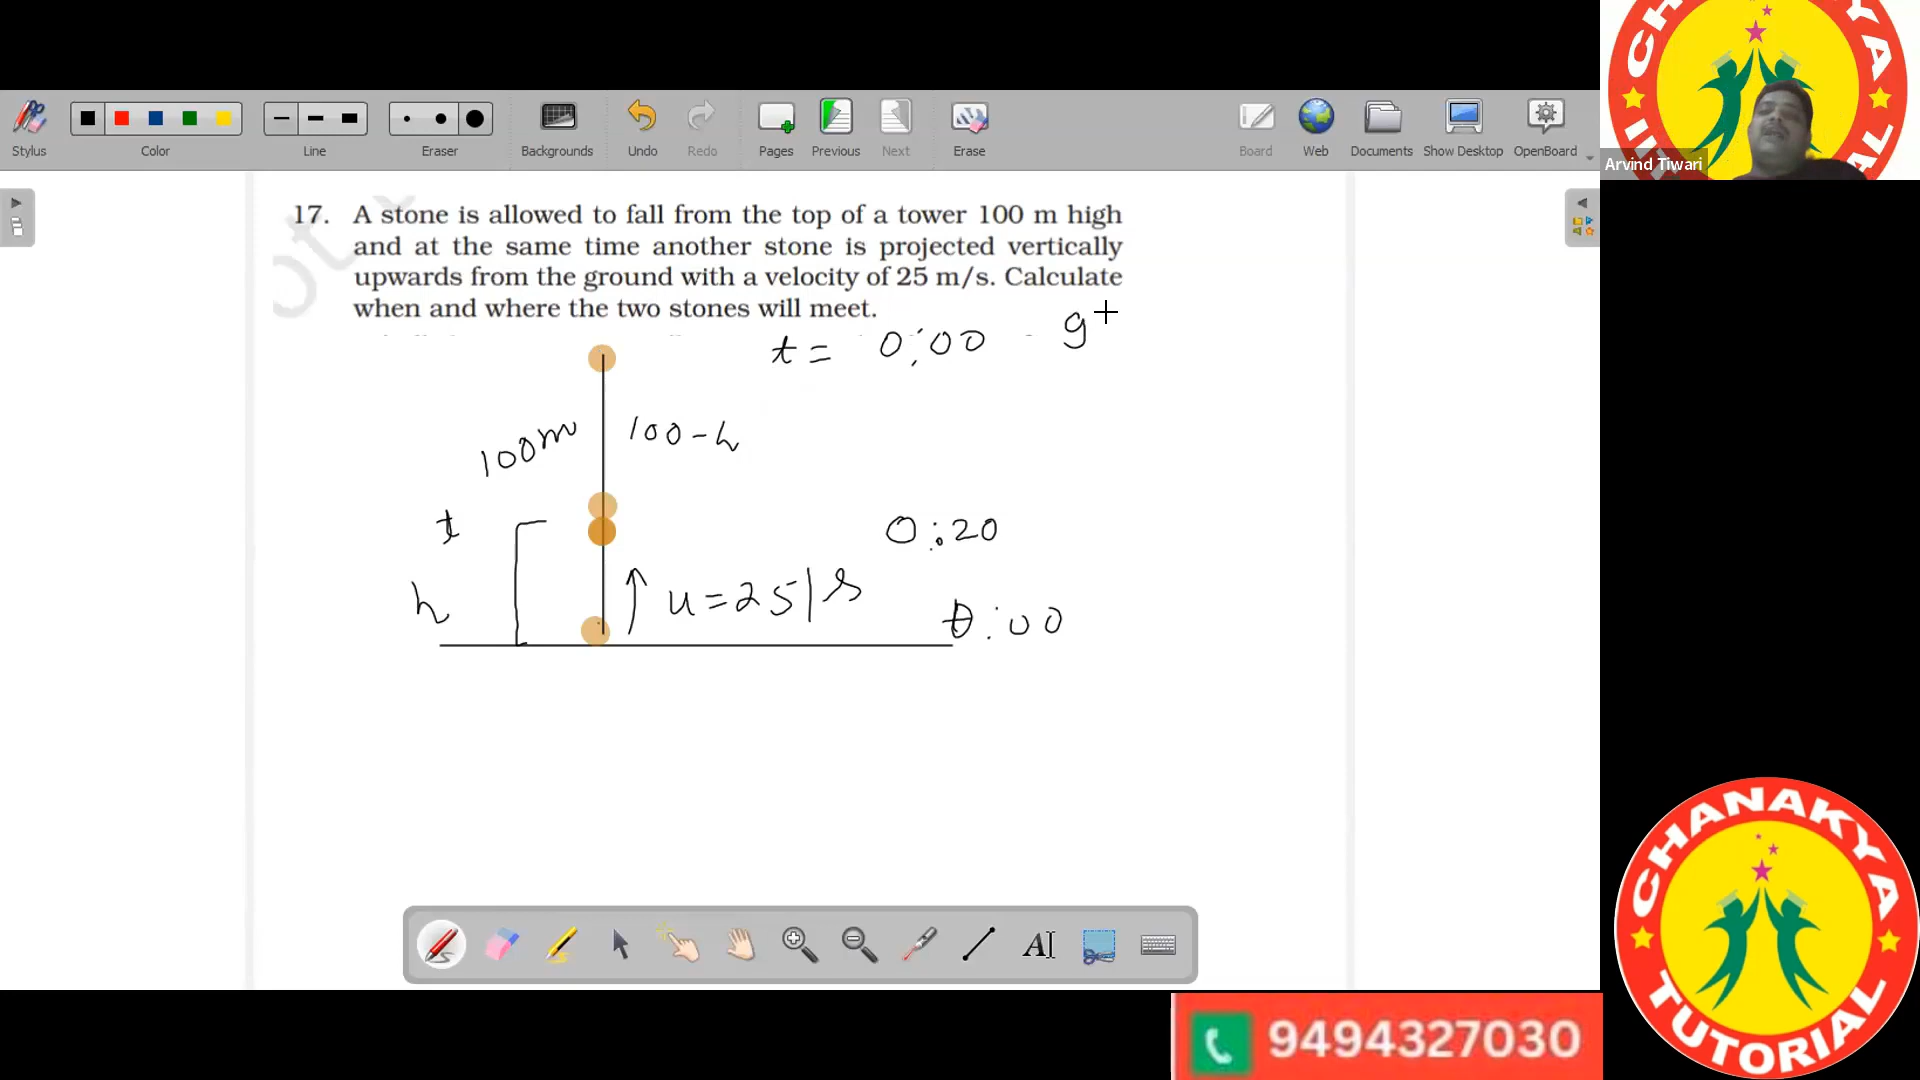 Stylus
Color
Line
Eraser
Backgrounds
Undo
Redo
Pages
Previous
Next
Erase
Board
Web
Documents
Show Desktop
OpenBoard
CHANAKYA
Arvind Tiwari
17. A stone is allowed to fall from the top of a tower 100 m high
and at the same time another stone is projected vertically
upwards from the ground with a velocity of 25 m/s. Calculate
when and where the two stones will meet.
t = 0:00
g
100m
100-h
t
0:20
h
u=25/s
0:00
A
CHANAKYA
TUTORIAL
9494327030